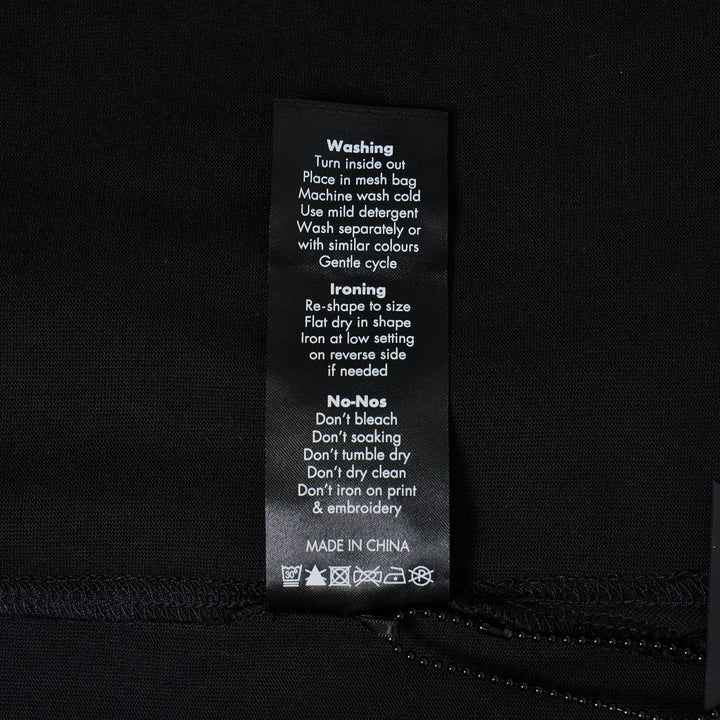 Washing
Turn inside out
Place in mesh bag
Machine wash cold
Use mild detergent
Wash separately or
with similar colours
Gentle cycle
Ironing
Re-shape to size
Flat dry in shape
Iron at low setting
on reverse side
if needed
No-Nos
Don't bleach
Don't soaking
Don't tumble dry
Don't dry clean
Don't iron on print
& embroidery
MADE IN CHINA
30° P